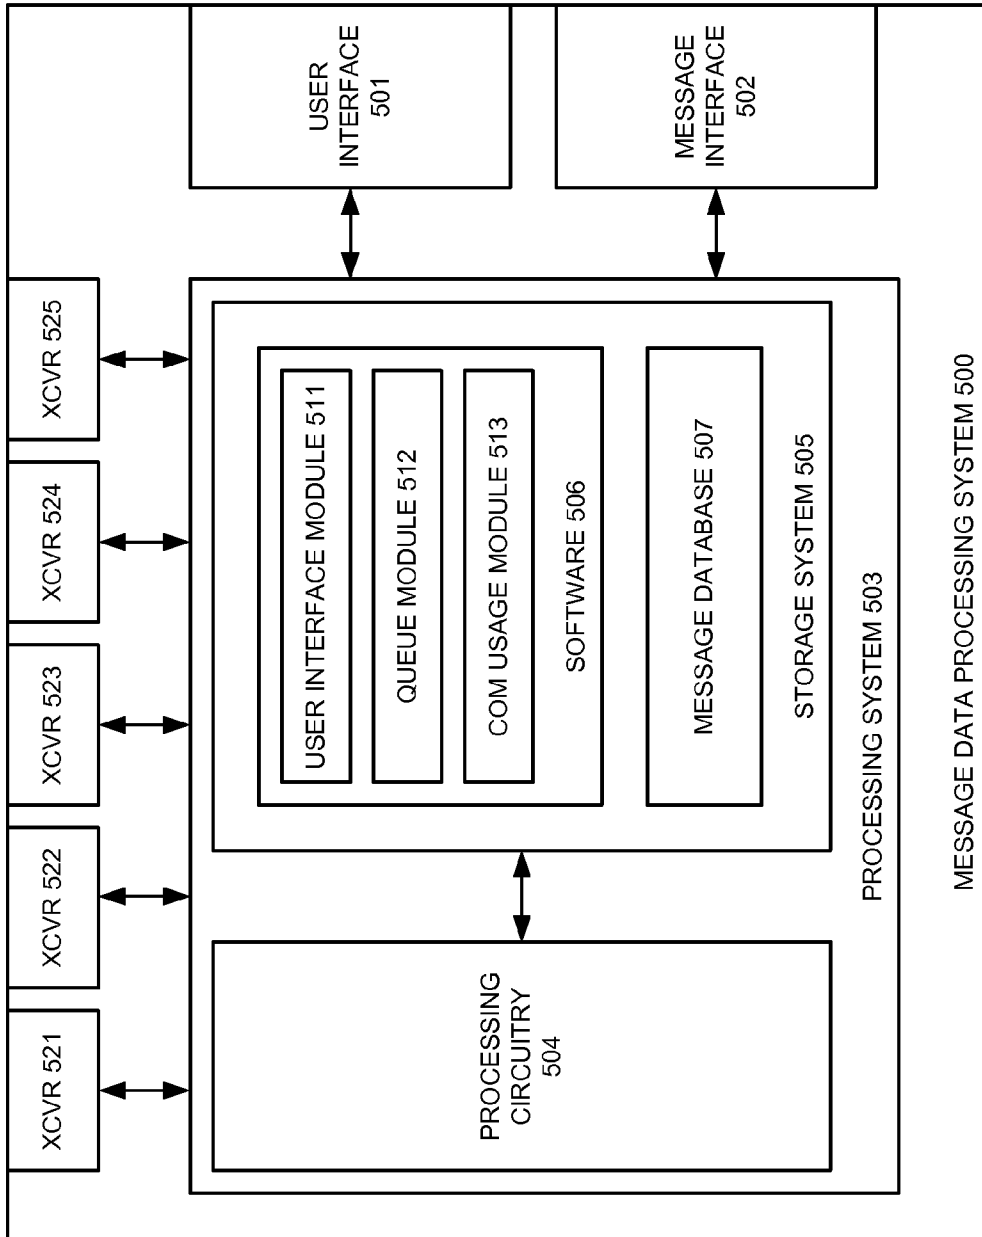 XCVR 521
XCVR 522
XCVR 523
XCVR 524
XCVR 525
PROCESSING
CIRCUITRY
504
USER INTERFACE MODULE 511
QUEUE MODULE 512
COM USAGE MODULE 513
SOFTWARE 506
MESSAGE DATABASE 507
STORAGE SYSTEM 505
PROCESSING SYSTEM 503
USER
INTERFACE
501
MESSAGE
INTERFACE
502
MESSAGE DATA PROCESSING SYSTEM 500